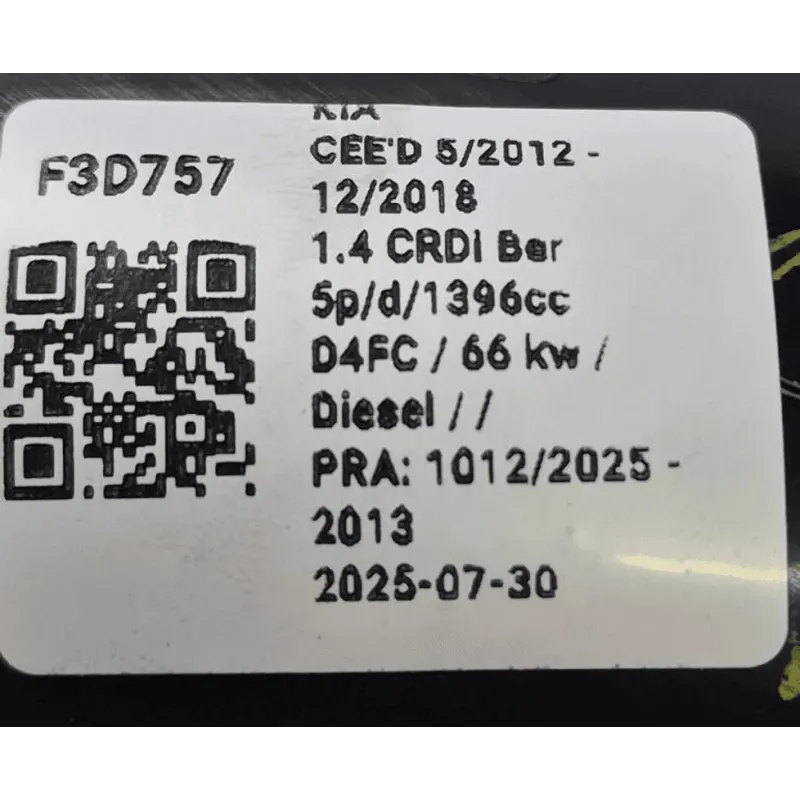 F3D757
KIA
CEE'D 5/2012 -
12/2018
1.4 CRDi Ber
5p/d/1396cc
D4FC / 66 kw /
Diesel / /
PRA: 1012/2025 -
2013
2025-07-30